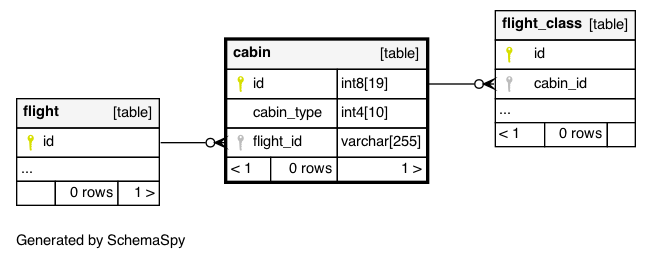 flight_class [table]
id
cabin_id
...
< 1 0 rows
cabin [table]
id int8[19]
cabin_type int4[10]
flight_id varchar[255]
< 1 0 rows 1 >
flight [table]
id
...
0 rows 1 >
Generated by SchemaSpy